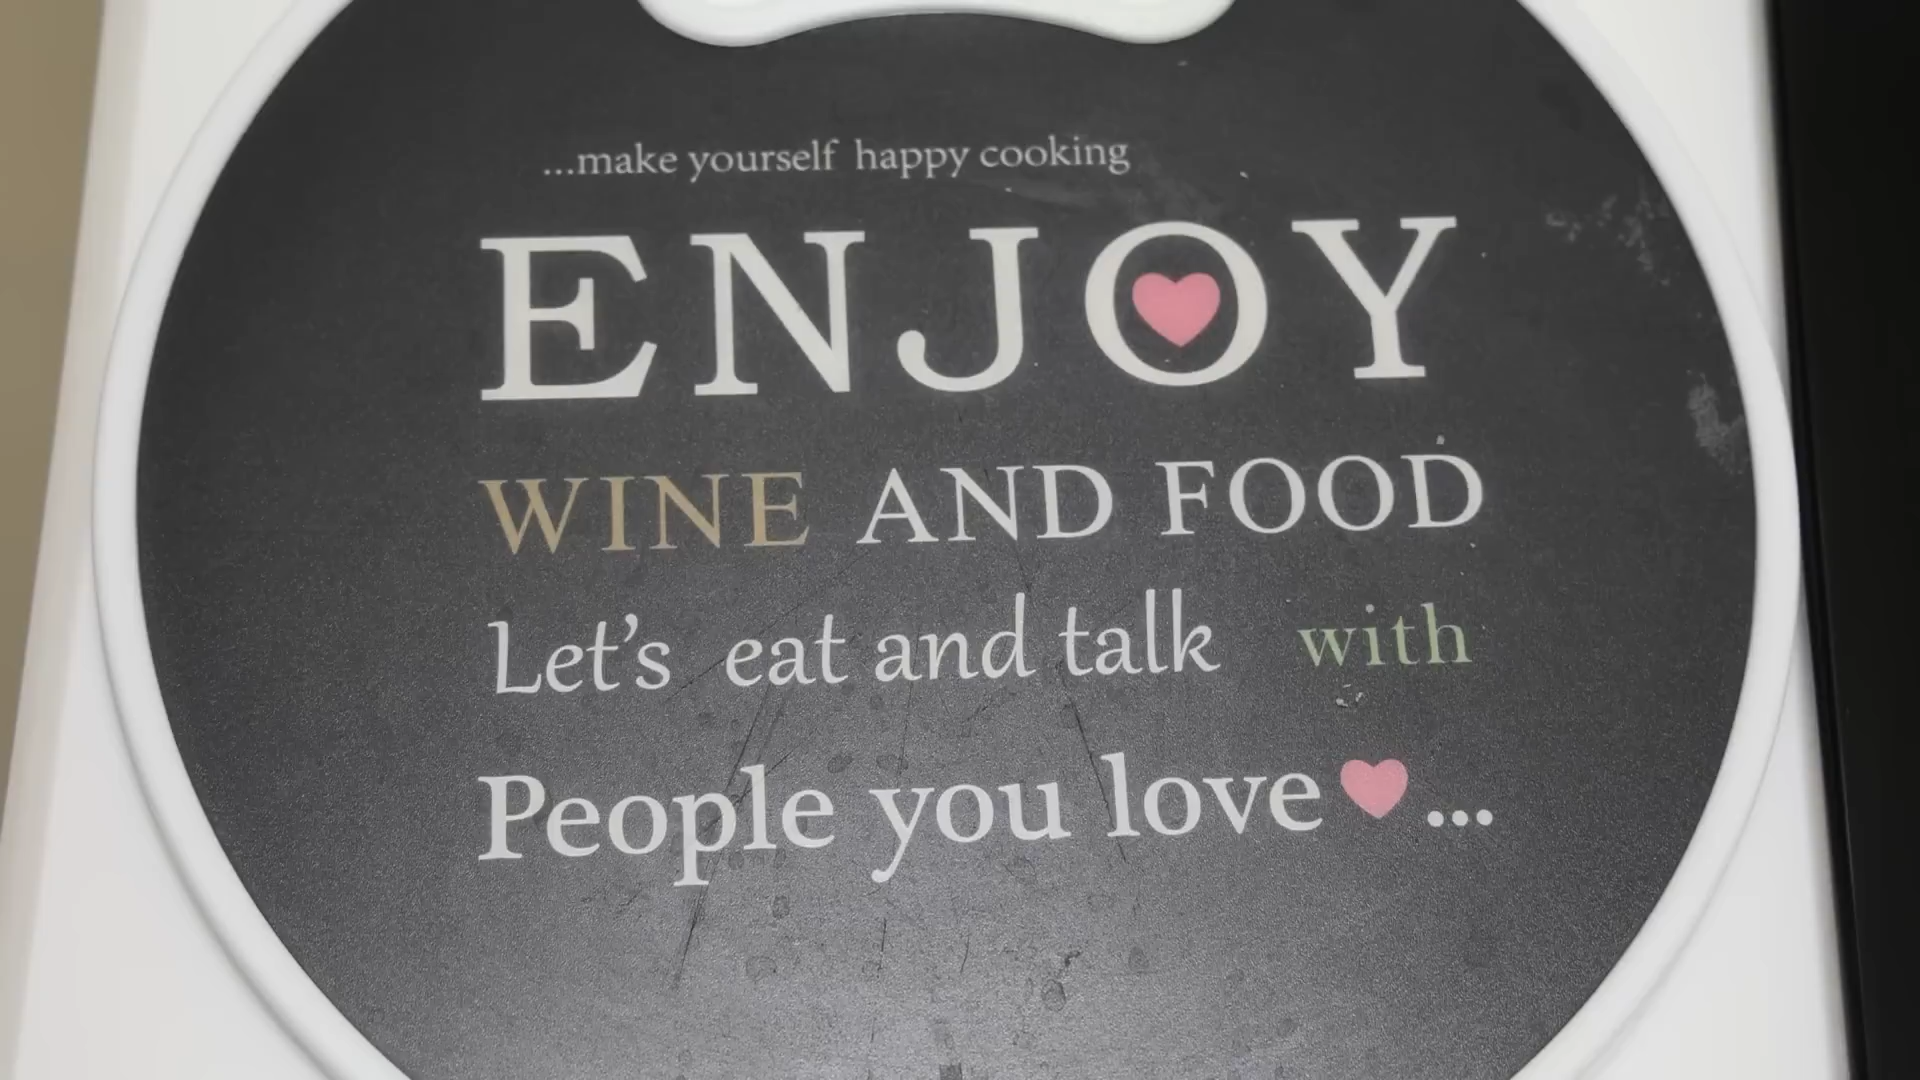 ...make yourself happy cooking
ENJOY
WINE AND FOOD
Let's eat and talk with
People you love ...